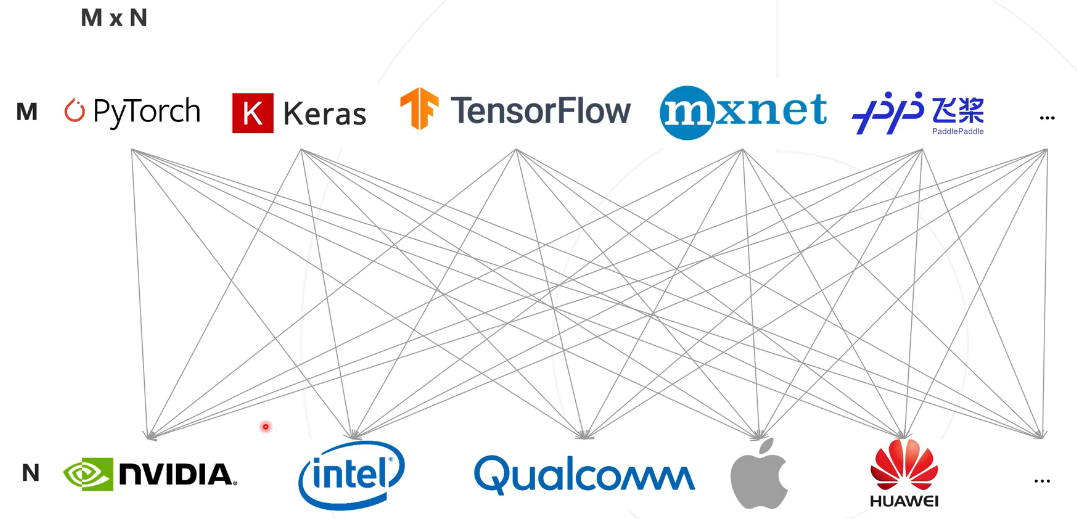 M x N
M PyTorch K Keras TensorFlow mxnet 飞桨 ...
PaddlePaddle
N NVIDIA. intel® Qualcomm HUAWEI ...